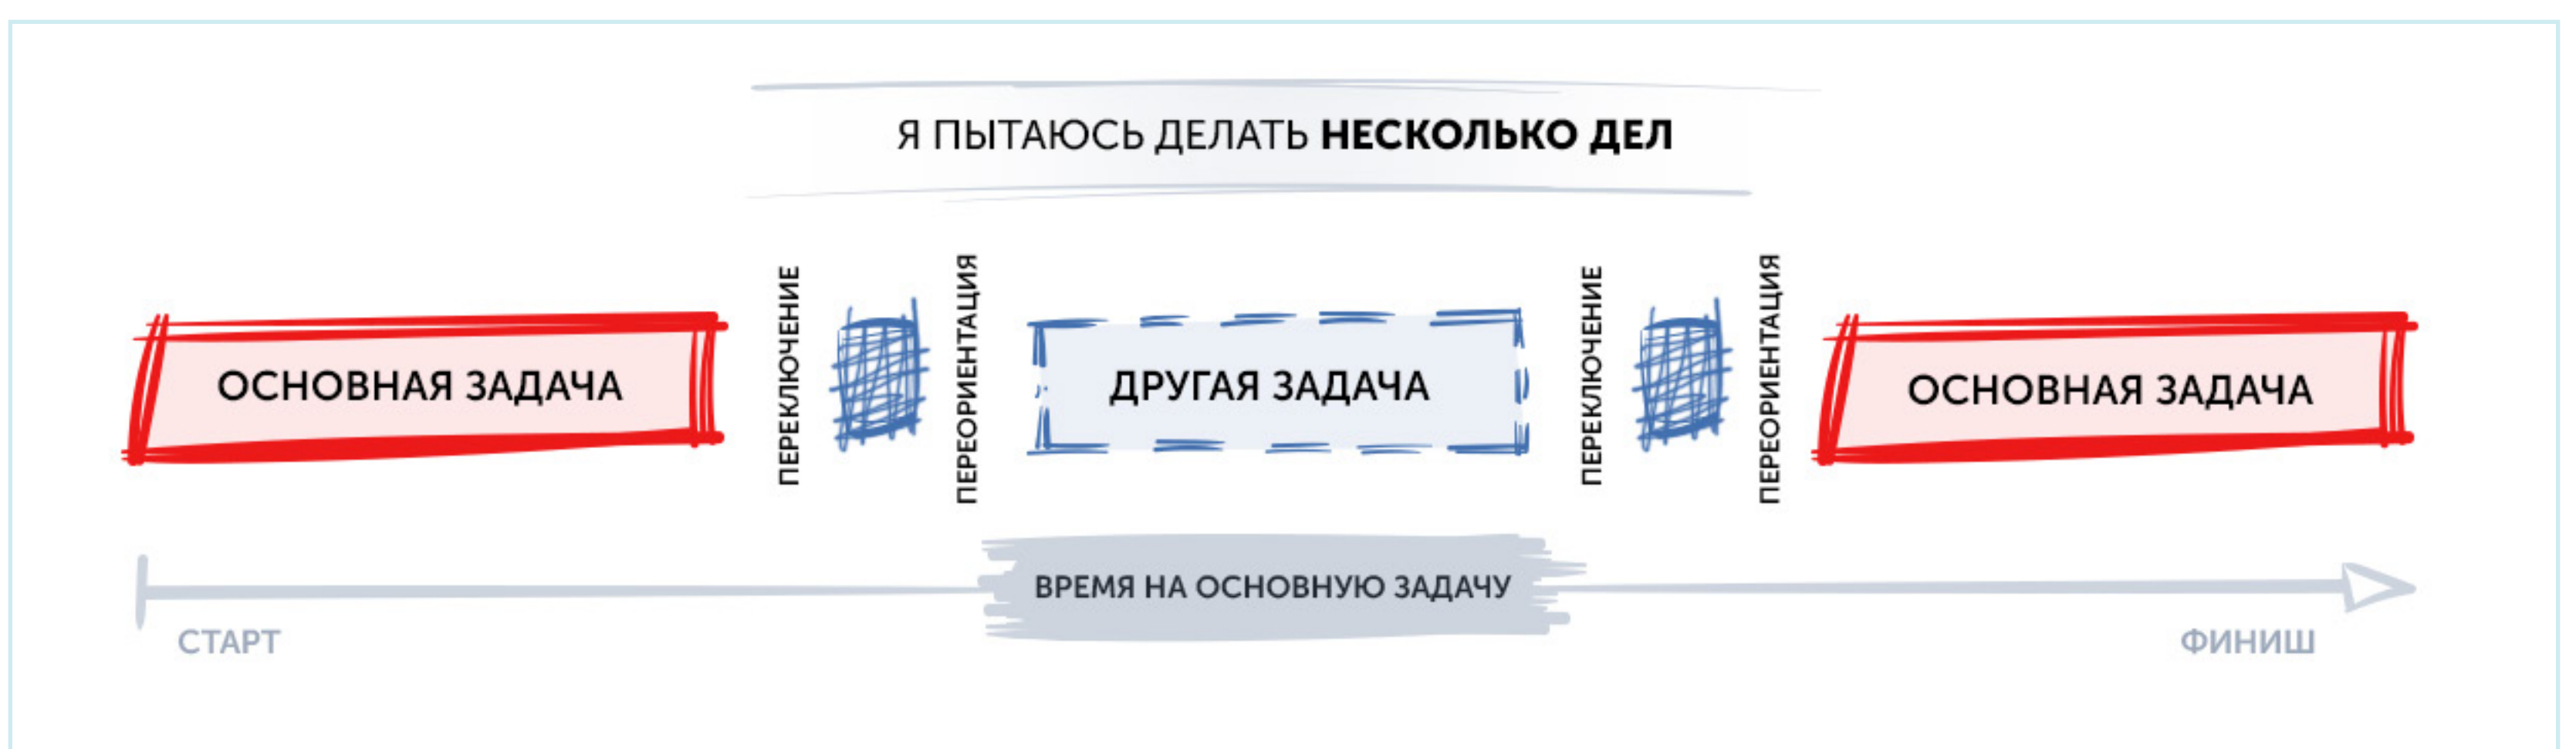 Я ПЫТАЮСЬ ДЕЛАТЬ НЕСКОЛЬКО ДЕЛ
ОСНОВНАЯ ЗАДАЧА
ПЕРЕКЛЮЧЕНИЕ
ПЕРЕОРИЕНТАЦИЯ
ДРУГАЯ ЗАДАЧА
ПЕРЕКЛЮЧЕНИЕ
ПЕРЕОРИЕНТАЦИЯ
ОСНОВНАЯ ЗАДАЧА
ВРЕМЯ НА ОСНОВНУЮ ЗАДАЧУ
СТАРТ
ФИНИШ